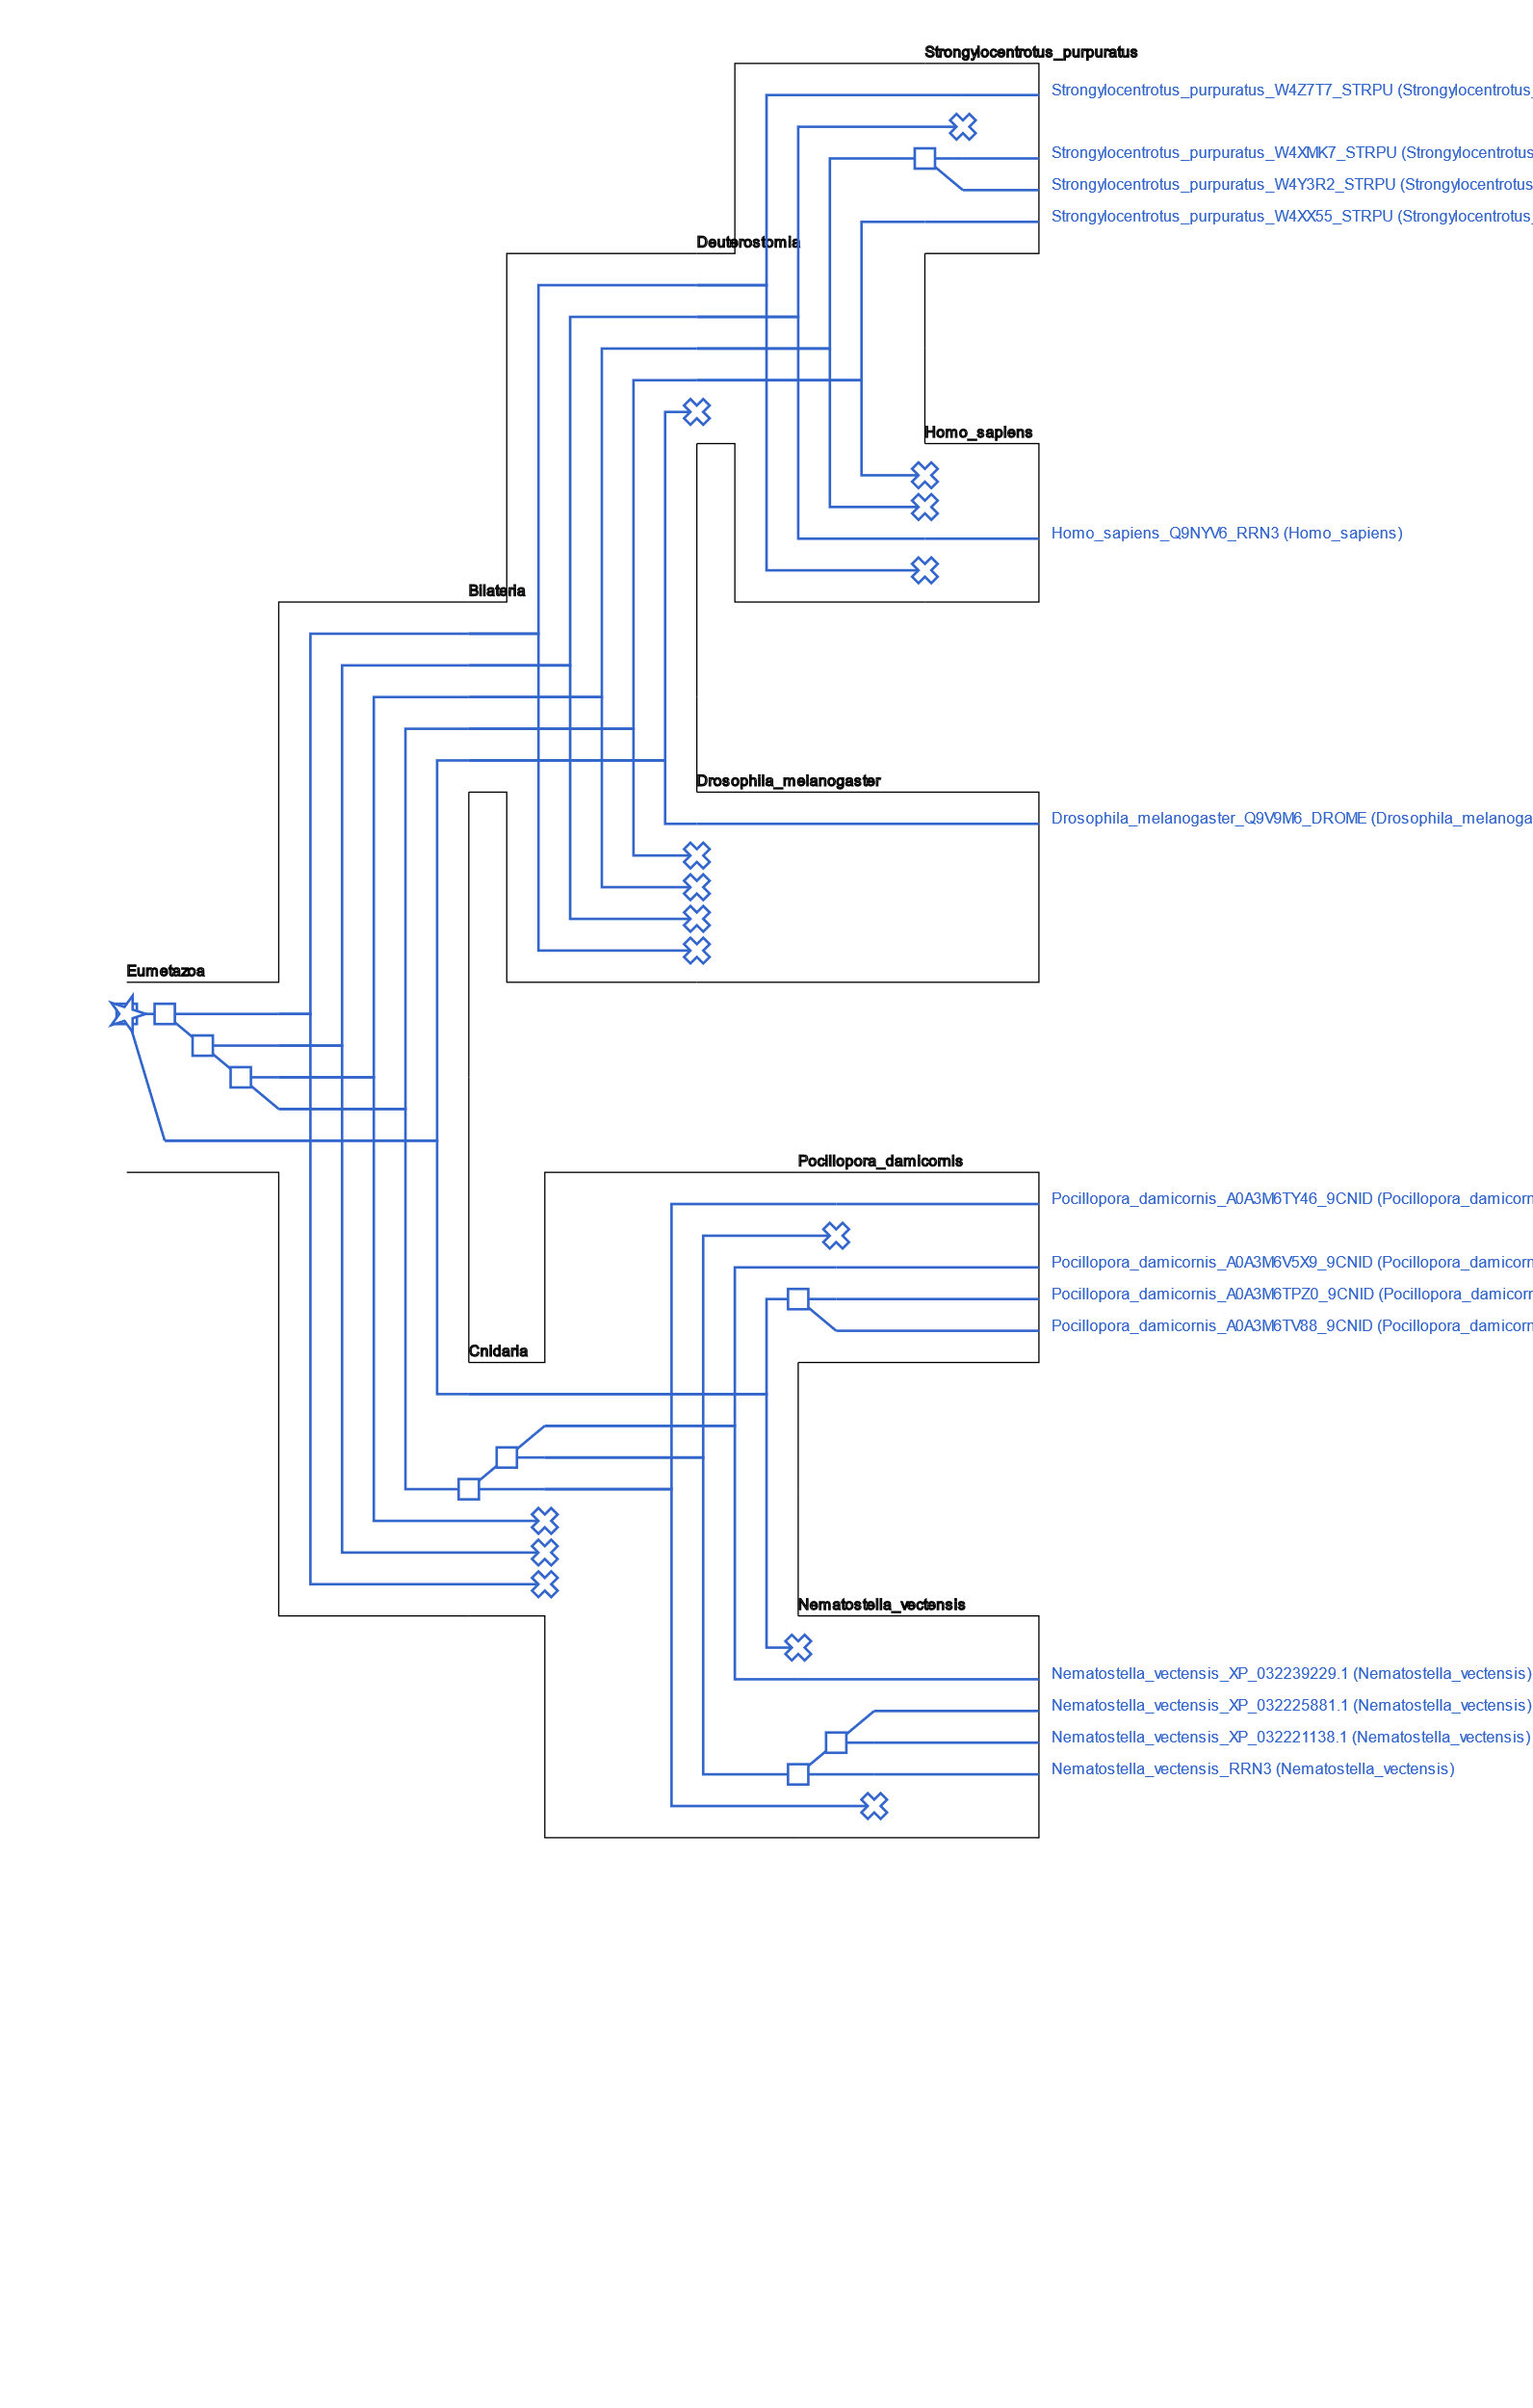 Strongylocentrotus_purpuratus
Strongylocentrotus_purpuratus_W4Z7T7_STRPU (Strongylocentrotus_
Strongylocentrotus_purpuratus_W4XMK7_STRPU (Strongylocentrotus
Strongylocentrotus_purpuratus_W4Y3R2_STRPU (Strongylocentrotus
Strongylocentrotus_purpuratus_W4XX55_STRPU (Strongylocentrotus_
Deuterostomia
Homo_sapiens
Homo_sapiens_Q9NYV6_RRN3 (Homo_sapiens)
Bilateria
Drosophila_melanogaster
Drosophila_melanogaster_Q9V9M6_DROME (Drosophila_melanoga
Eumetazoa
Pocillopora_damicornis
Pocillopora_damicornis_A0A3M6TY46_9CNID (Pocillopora_damicorn
Pocillopora_damicornis_A0A3M6V5X9_9CNID (Pocillopora_damicorn
Pocillopora_damicornis_A0A3M6TPZ0_9CNID (Pocillopora_damicorn
Pocillopora_damicornis_A0A3M6TV88_9CNID (Pocillopora_damicorn
Cnidaria
Nematostella_vectensis
Nematostella_vectensis_XP_032239229.1 (Nematostella_vectensis)
Nematostella_vectensis_XP_032225881.1 (Nematostella_vectensis)
Nematostella_vectensis_XP_032221138.1 (Nematostella_vectensis)
Nematostella_vectensis_RRN3 (Nematostella_vectensis)